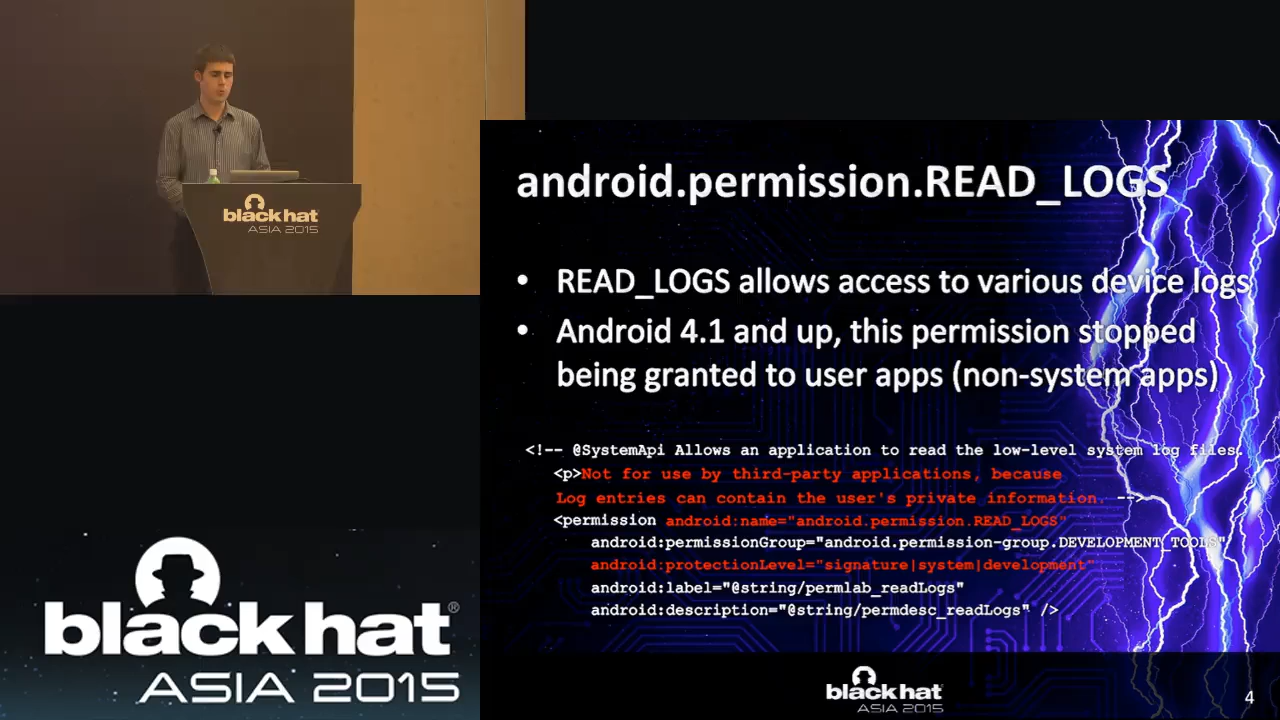 black hat
ASIA 2015
android.permission.READ_LOGS
• READ_LOGS allows access to various device logs
• Android 4.1 and up, this permission stopped
being granted to user apps (non-system apps)
<!-- @SystemApi Allows an application to read the low-level system log files.
<p>Not for use by third-party applications, because
Log entries can contain the user's private information. -->
<permission android:name="android.permission.READ_LOGS"
android:permissionGroup="android.permission-group.DEVELOPMENT_TOOLS"
android:protectionLevel="signature|system|development"
android:label="@string/permlab_readLogs"
android:description="@string/permdesc_readLogs" />
black hat®
ASIA 2015
black hat
ASIA 2015
4